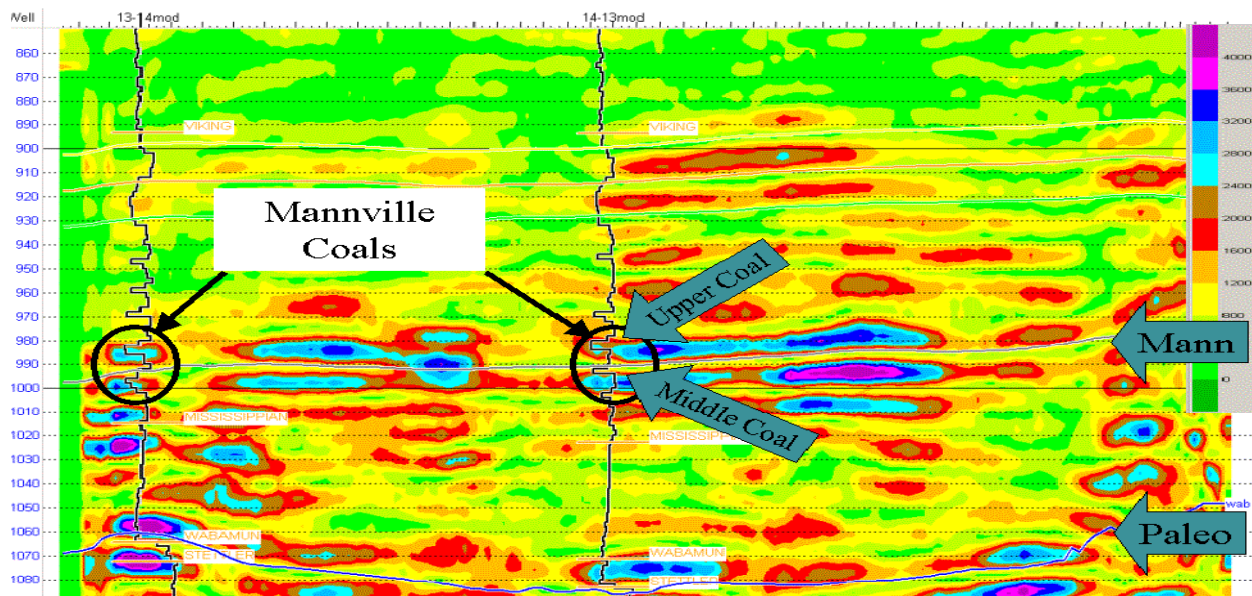 Well
13-14mod
14-13mod
860
870
880
890
900
910
920
930
940
950
960
970
980
990
1000
1010
1020
1030
1040
1050
1060
1070
1080
VIKING
VIKING
Mannville
Coals
Upper Coal
Middle Coal
Mann
MISSISSIPPIAN
wab
Paleo
WABAMUN
STETTLER
WABAMUN
STETTLER
4000
3600
3200
2800
2400
2000
1600
1200
800
0